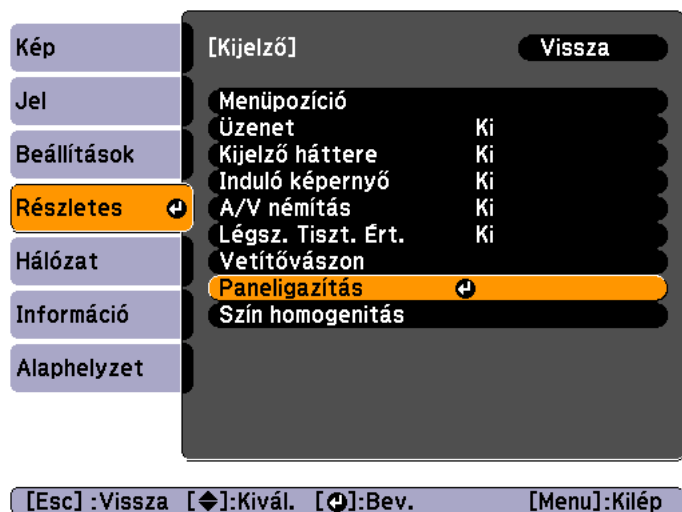 Kép
Jel
Beállítások
Részletes
Hálózat
Információ
Alaphelyzet
[Kijelző] Vissza
Menüpozíció
Üzenet Ki
Kijelző háttere Ki
Induló képernyő Ki
A/V némítás Ki
Légsz. Tiszt. Ért. Ki
Vetítővászon
Paneligazítás
Szín homogenitás
[Esc] :Vissza [◆]:Kivál. [↵]:Bev. [Menu]:Kilép